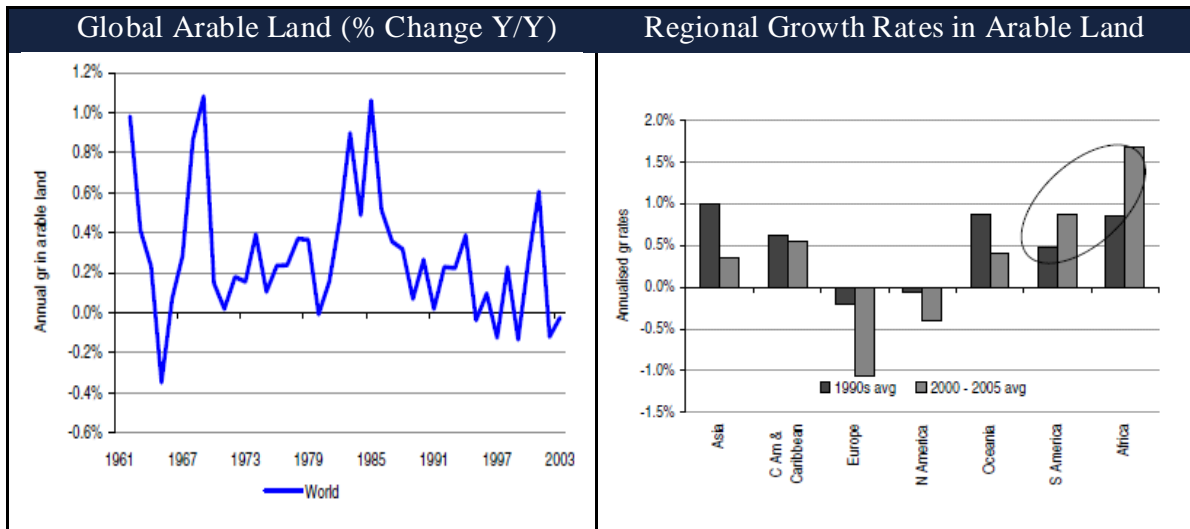 Global Arable Land (% Change Y/Y)
Annual gr in arable land
1.2%
1.0%
0.8%
0.6%
0.4%
0.2%
0.0%
-0.2%
-0.4%
-0.6%
1961 1967 1973 1979 1985 1991 1997 2003
World
Regional Growth Rates in Arable Land
Annualised gr rates
2.0%
1.5%
1.0%
0.5%
0.0%
-0.5%
-1.0%
-1.5%
1990s avg 2000 - 2005 avg
Asia
C Am &
Caribbean
Europe
N America
Oceania
S America
Africa